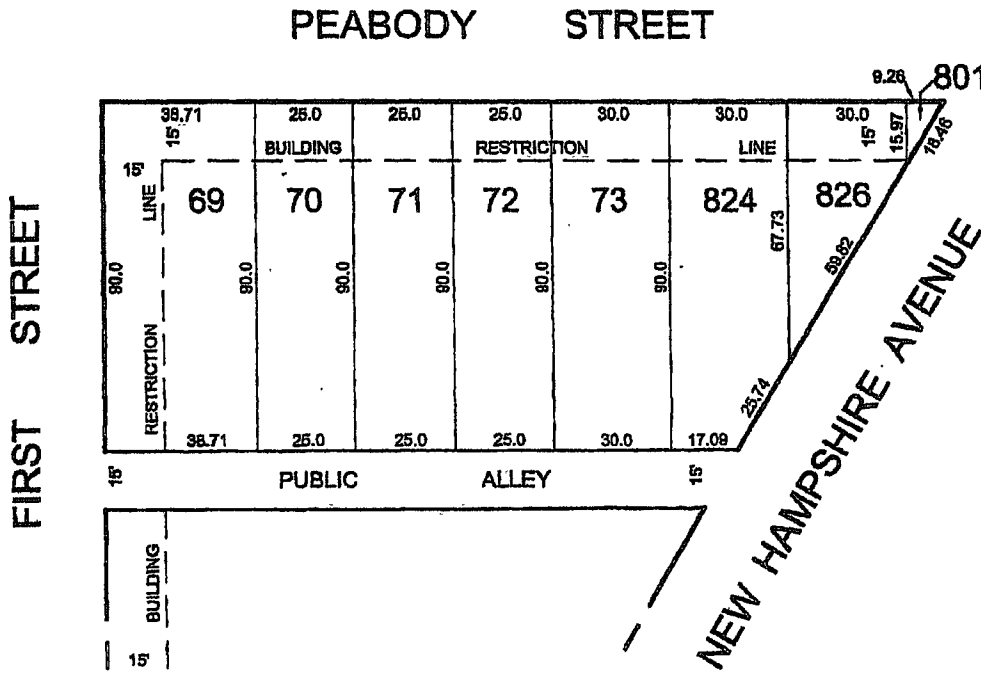 PEABODY STREET
9.26 801
38.71 25.0 25.0 25.0 30.0 30.0 30.0
15' 15' 15.97 18.46
BUILDING RESTRICTION LINE
15'
LINE 69 70 71 72 73 824 826
67.73
90.0 90.0 90.0 90.0 90.0 90.0
59.62
FIRST STREET
NEW HAMPSHIRE AVENUE
RESTRICTION
25.74
38.71 25.0 25.0 25.0 30.0 17.09
15' PUBLIC ALLEY 15'
BUILDING
15'